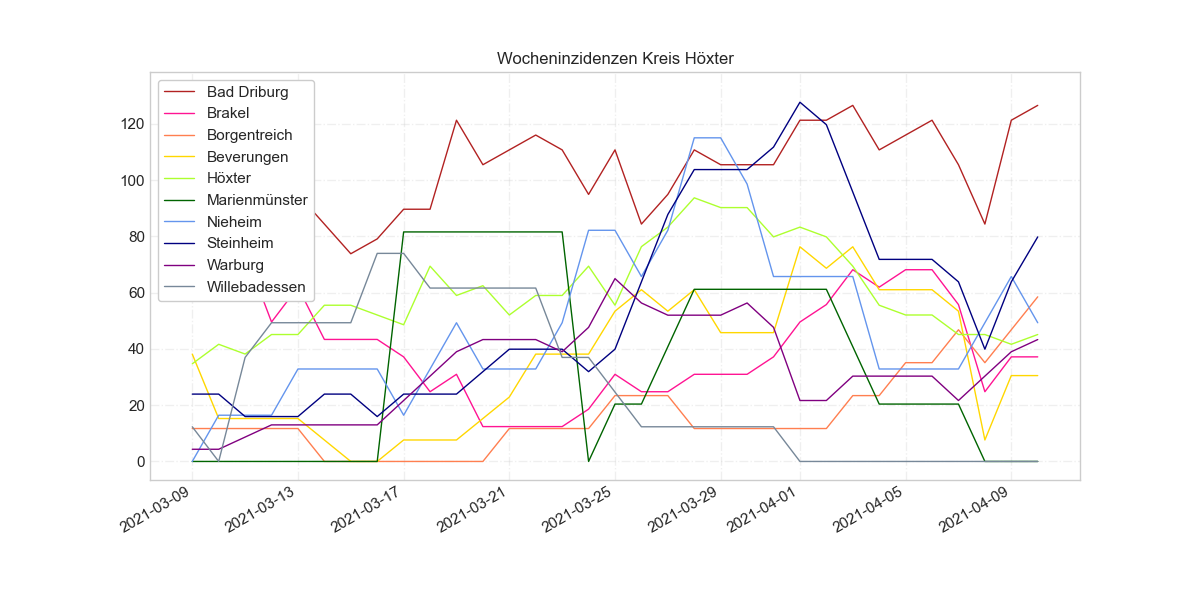 Wocheninzidenzen Kreis Höxter
Bad Driburg
Brakel
Borgentreich
Beverungen
Höxter
Marienmünster
Nieheim
Steinheim
Warburg
Willebadessen
120
100
80
60
40
20
0
2021-03-09
2021-03-13
2021-03-17
2021-03-21
2021-03-25
2021-03-29
2021-04-01
2021-04-05
2021-04-09